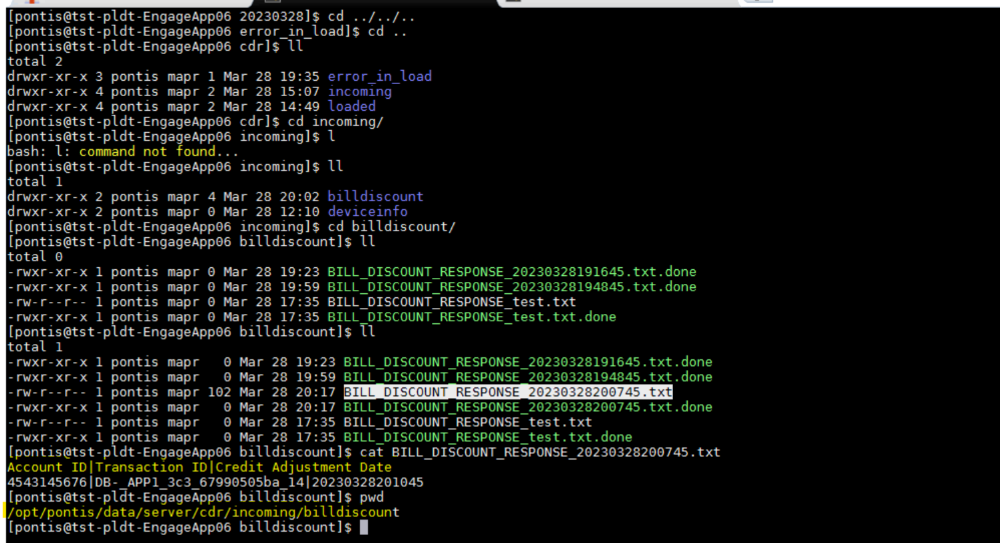 [pontis@tst-pldt-EngageApp06 20230328]$ cd ../../..
[pontis@tst-pldt-EngageApp06 error_in_load]$ cd ..
[pontis@tst-pldt-EngageApp06 cdr]$ ll
total 2
drwxr-xr-x 3 pontis mapr 1 Mar 28 19:35 error_in_load
drwxr-xr-x 4 pontis mapr 2 Mar 28 15:07 incoming
drwxr-xr-x 4 pontis mapr 2 Mar 28 14:49 loaded
[pontis@tst-pldt-EngageApp06 cdr]$ cd incoming/
[pontis@tst-pldt-EngageApp06 incoming]$ l
bash: l: command not found...
[pontis@tst-pldt-EngageApp06 incoming]$ ll
total 1
drwxr-xr-x 2 pontis mapr 4 Mar 28 20:02 billdiscount
drwxr-xr-x 2 pontis mapr 0 Mar 28 12:10 deviceinfo
[pontis@tst-pldt-EngageApp06 incoming]$ cd billdiscount/
[pontis@tst-pldt-EngageApp06 billdiscount]$ ll
total 0
-rwxr-xr-x 1 pontis mapr 0 Mar 28 19:23 BILL_DISCOUNT_RESPONSE_20230328191645.txt.done
-rwxr-xr-x 1 pontis mapr 0 Mar 28 19:59 BILL_DISCOUNT_RESPONSE_20230328194845.txt.done
-rw-r--r-- 1 pontis mapr 0 Mar 28 17:35 BILL_DISCOUNT_RESPONSE_test.txt
-rwxr-xr-x 1 pontis mapr 0 Mar 28 17:35 BILL_DISCOUNT_RESPONSE_test.txt.done
[pontis@tst-pldt-EngageApp06 billdiscount]$ ll
total 1
-rwxr-xr-x 1 pontis mapr   0 Mar 28 19:23 BILL_DISCOUNT_RESPONSE_20230328191645.txt.done
-rwxr-xr-x 1 pontis mapr   0 Mar 28 19:59 BILL_DISCOUNT_RESPONSE_20230328194845.txt.done
-rw-r--r-- 1 pontis mapr 102 Mar 28 20:17 BILL_DISCOUNT_RESPONSE_20230328200745.txt
-rwxr-xr-x 1 pontis mapr   0 Mar 28 20:17 BILL_DISCOUNT_RESPONSE_20230328200745.txt.done
-rw-r--r-- 1 pontis mapr   0 Mar 28 17:35 BILL_DISCOUNT_RESPONSE_test.txt
-rwxr-xr-x 1 pontis mapr   0 Mar 28 17:35 BILL_DISCOUNT_RESPONSE_test.txt.done
[pontis@tst-pldt-EngageApp06 billdiscount]$ cat BILL_DISCOUNT_RESPONSE_20230328200745.txt
Account ID|Transaction ID|Credit Adjustment Date
4543145676|DB-_APP1_3c3_67990505ba_14|20230328201045
[pontis@tst-pldt-EngageApp06 billdiscount]$ pwd
/opt/pontis/data/server/cdr/incoming/billdiscount
[pontis@tst-pldt-EngageApp06 billdiscount]$